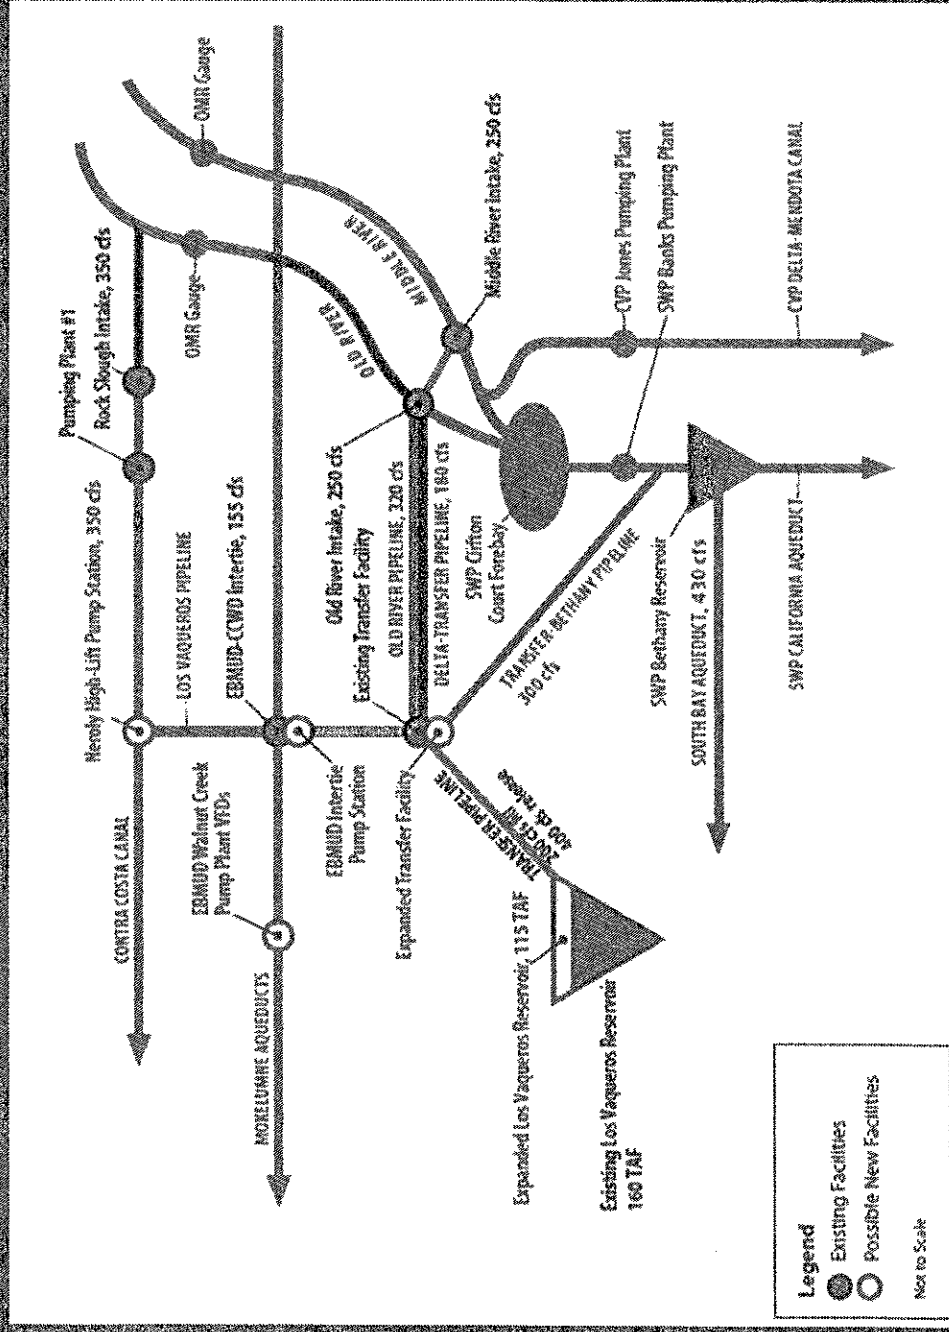 CONTRA COSTA CANAL
Neroly High-Lift Pump Station, 350 cfs
Pumping Plant #1
Rock Slough Intake, 350 cfs
LOS VAQUEROS PIPELINE
OMR Gauge
OMR Gauge
EBMUD Walnut Creek
Pump Plant VFDs
EBMUD-CCWD Intertie, 155 cfs
MOKELUMNE AQUEDUCTS
EBMUD Intertie
Pump Station
Old River Intake, 250 cfs
Existing Transfer Facility
OLD RIVER
MIDDLE RIVER
Expanded Transfer Facility
OLD RIVER PIPELINE, 320 cfs
DELTA-TRANSFER PIPELINE, 180 cfs
Middle River Intake, 250 cfs
TRANSFER PIPELINE
200 cfs fill
400 cfs release
SWP Clifton
Court Forebay
TRANSFER-BETHANY PIPELINE
300 cfs
CVP Jones Pumping Plant
SWP Banks Pumping Plant
Expanded Los Vaqueros Reservoir, 115 TAF
Existing Los Vaqueros Reservoir
160 TAF
SWP Bethany Reservoir
SOUTH BAY AQUEDUCT, 430 cfs
SWP CALIFORNIA AQUEDUCT
CVP DELTA-MENDOTA CANAL
Legend
Existing Facilities
Possible New Facilities
Not to Scale